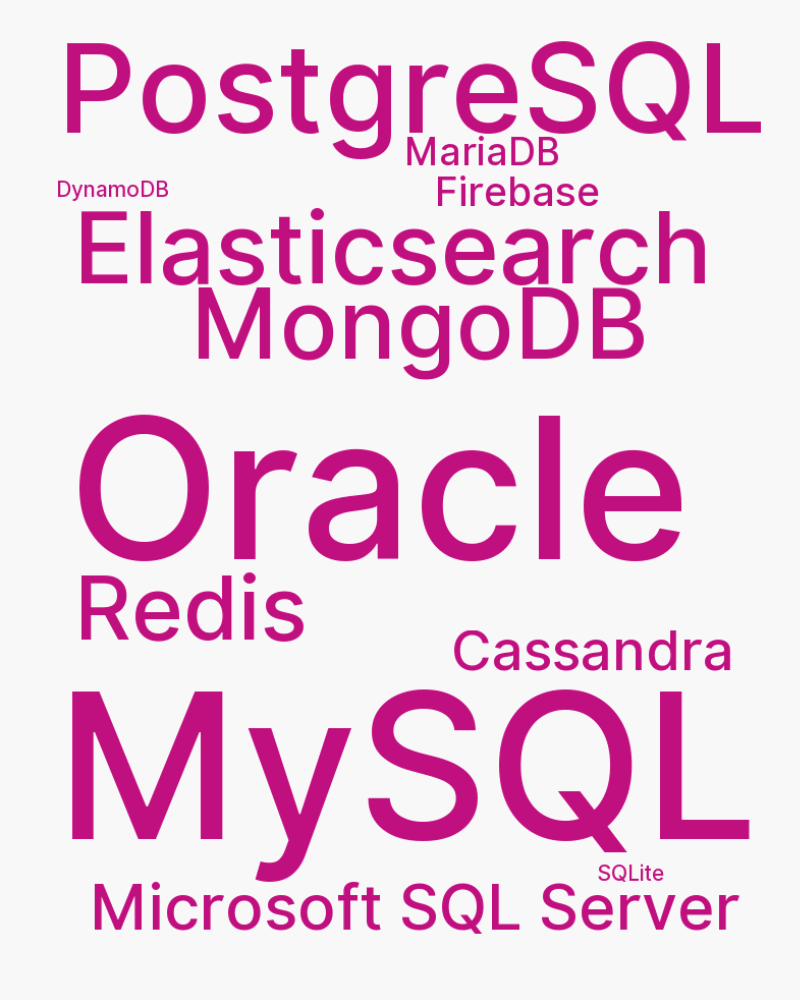 PostgreSQL
MariaDB
DynamoDB
Firebase
Elasticsearch
MongoDB
Oracle
Redis
Cassandra
MySQL
SQLite
Microsoft SQL Server